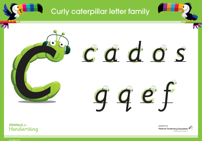 Curly caterpillar letter family
c a d o s
g q e f
Handwriting